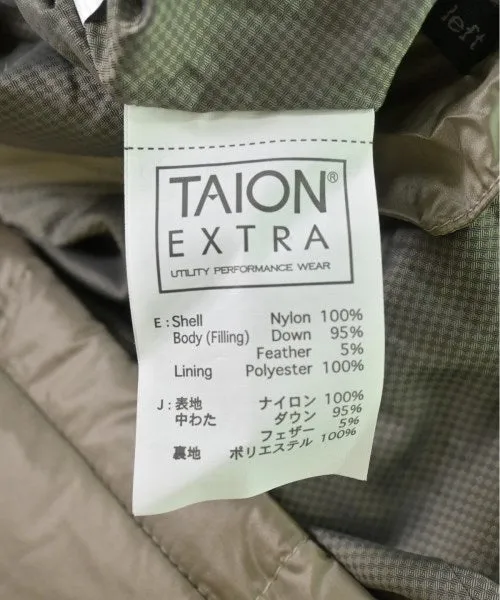 left
TAION®
EXTRA
UTILITY PERFORMANCE WEAR
E : Shell Nylon 100%
Body (Filling) Down 95%
Feather 5%
Lining Polyester 100%
J : 表地 ナイロン 100%
中わた ダウン 95%
フェザー 5%
裏地 ポリエステル 100%